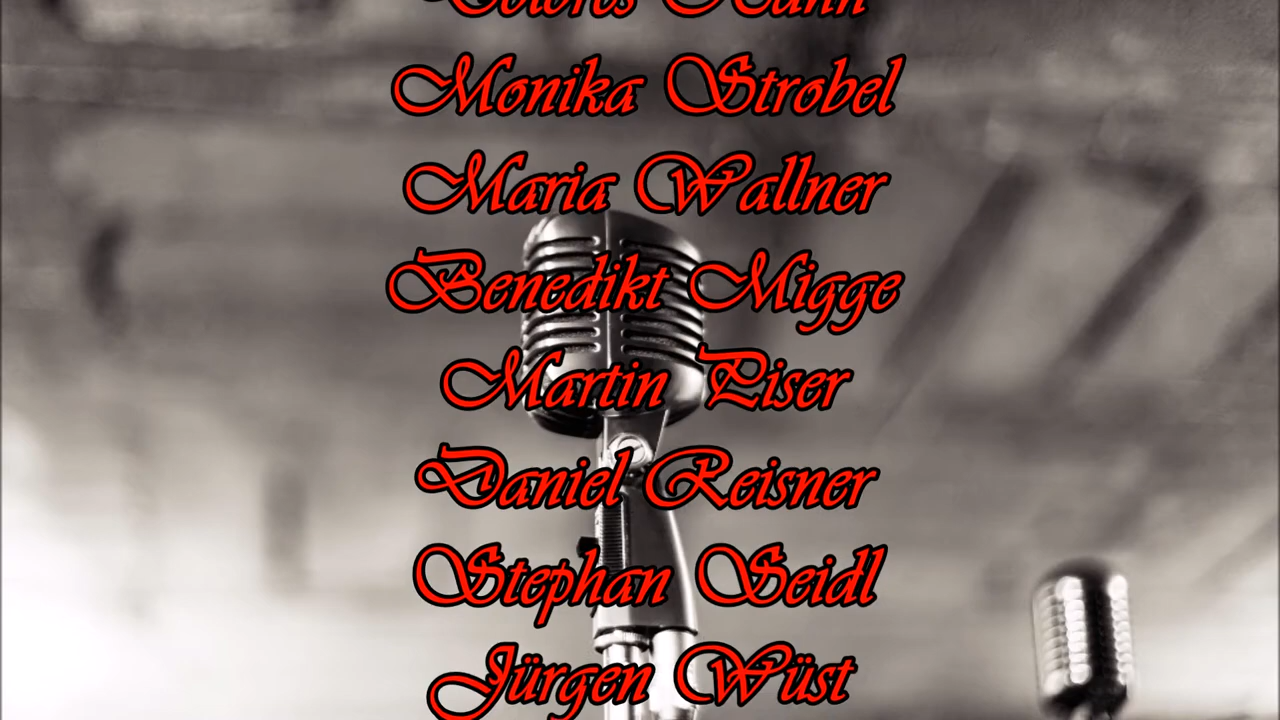 Monika Strobel
Maria Wallner
Benedikt Migge
Martin Piser
Daniel Reisner
Stephan Seidl
Jürgen Wüst